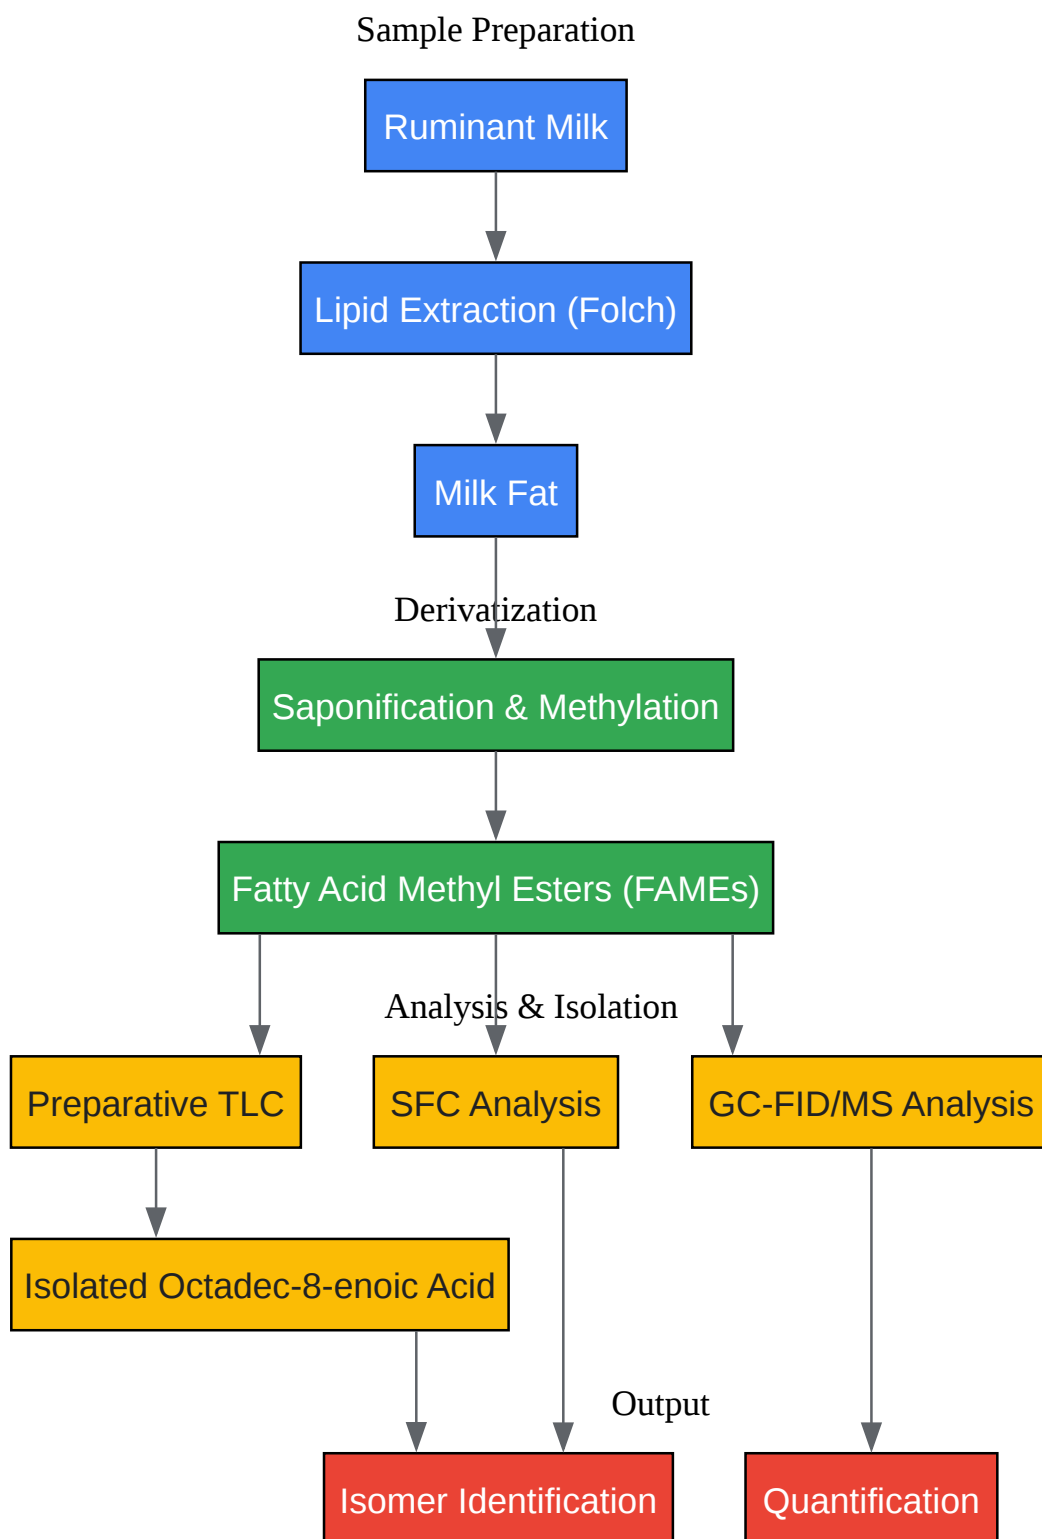 Sample Preparation
Ruminant Milk
Lipid Extraction (Folch)
Milk Fat
Derivatization
Saponification & Methylation
Fatty Acid Methyl Esters (FAMEs)
Analysis & Isolation
Preparative TLC
SFC Analysis
GC-FID/MS Analysis
Isolated Octadec-8-enoic Acid
Output
Isomer Identification
Quantification